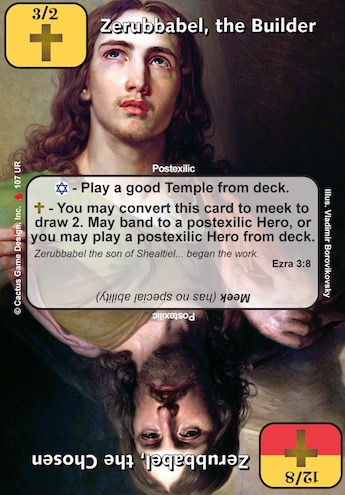 3/2
Zerubbabel, the Builder
Postexilic
✡ - Play a good Temple from deck.
✝ - You may convert this card to meek to
draw 2. May band to a postexilic Hero, or
you may play a postexilic Hero from deck.
Zerubbabel the son of Shealtiel... began the work.
Ezra 3:8
© Cactus Game Design, Inc. 107 UR
Illus. Vladimir Borovikovsky
Meek (has no special ability)
Postexilic
Zerubbabel, the Chosen
12/8